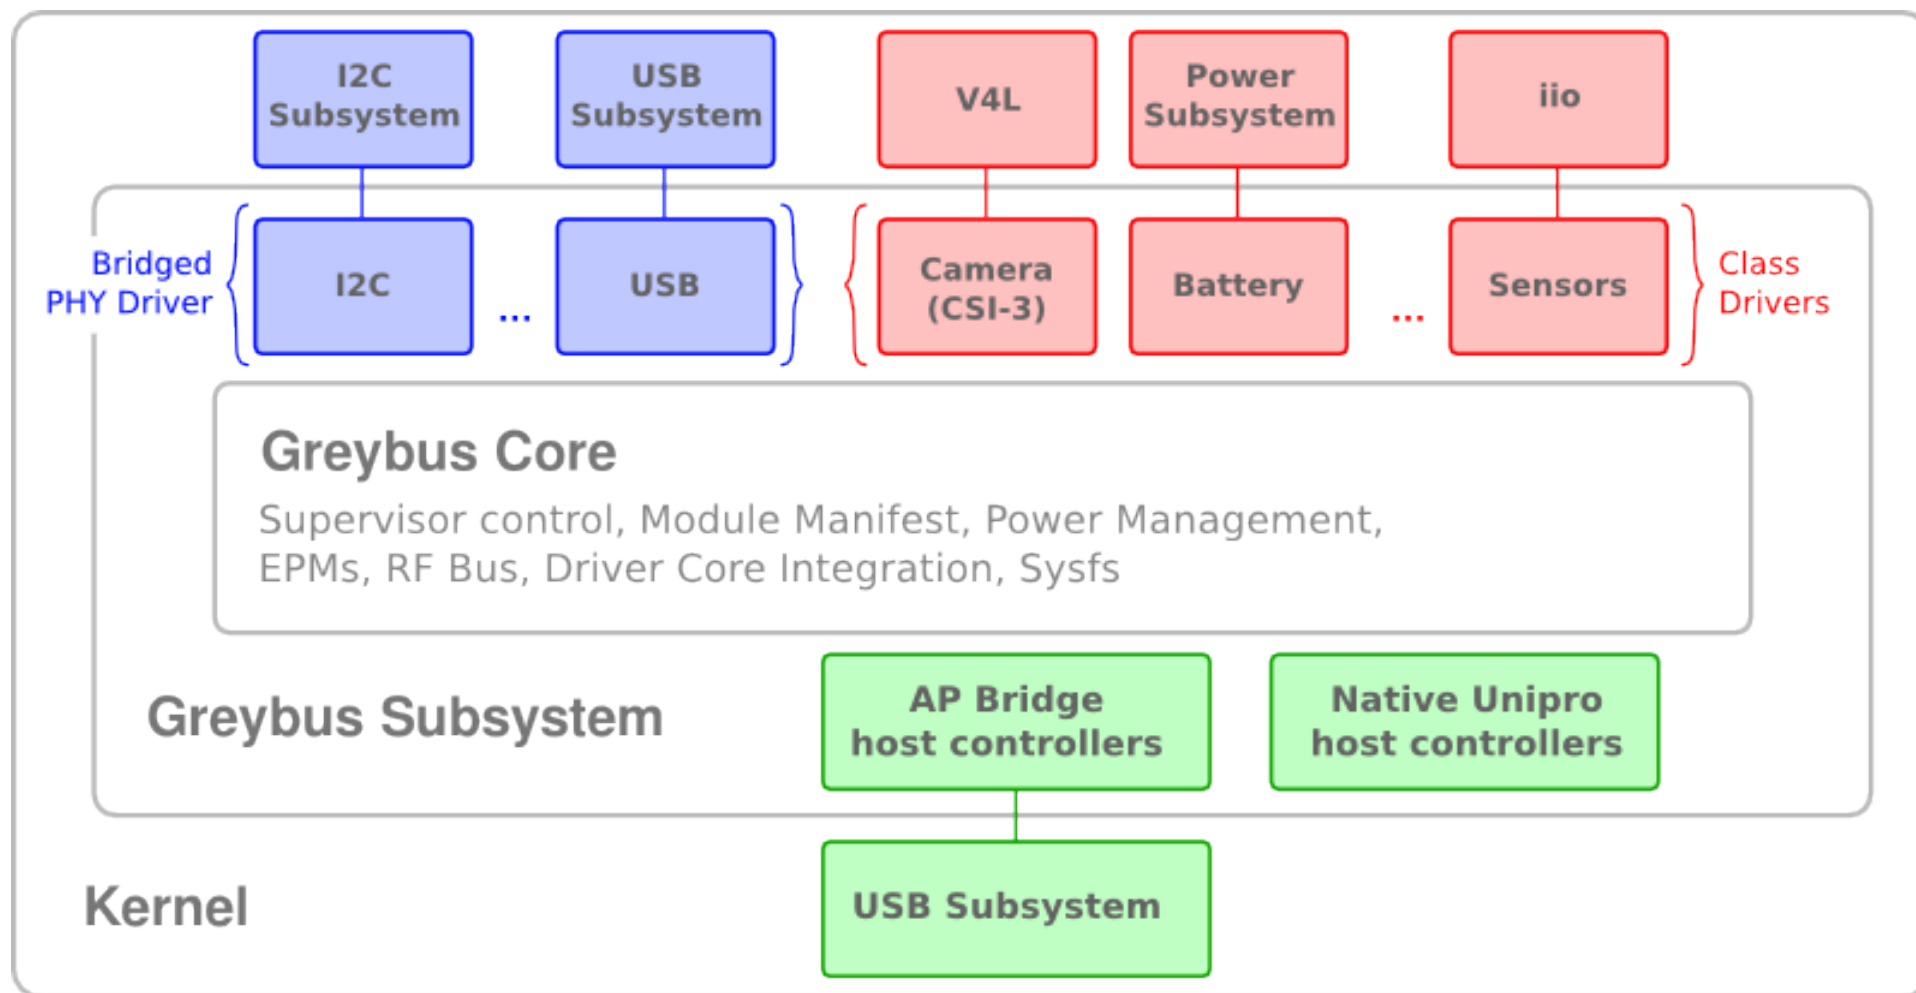 I2C
Subsystem
USB
Subsystem
V4L
Power
Subsystem
iio
Bridged
PHY Driver
I2C
...
USB
Camera
(CSI-3)
Battery
...
Sensors
Class
Drivers
Greybus Core
Supervisor control, Module Manifest, Power Management,
EPMs, RF Bus, Driver Core Integration, Sysfs
Greybus Subsystem
AP Bridge
host controllers
Native Unipro
host controllers
Kernel
USB Subsystem